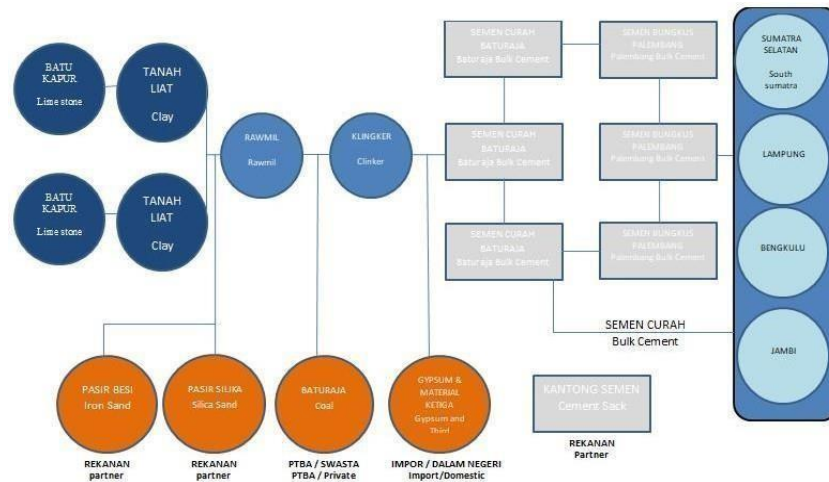 BATU
KAPUR
Lime stone
TANAH
LIAT
Clay
BATU
KAPUR
Lime stone
TANAH
LIAT
Clay
RAWMIL
Rawmil
KLINGKER
Clinker
SEMEN CURAH
BATURAJA
Baturaja Bulk Cement
SEMEN BUNGKUS
PALEMBANG
Palembang Bulk Cement
SEMEN CURAH
BATURAJA
Baturaja Bulk Cement
SEMEN BUNGKUS
PALEMBANG
Palembang Bulk Cement
SEMEN CURAH
BATURAJA
Baturaja Bulk Cement
SEMEN BUNGKUS
PALEMBANG
Palembang Bulk Cement
SUMATRA
SELATAN
South
sumatra
LAMPUNG
BENGKULU
JAMBI
SEMEN CURAH
Bulk Cement
PASIR BESI
Iron Sand
REKANAN
partner
PASIR SILIKA
Silica Sand
REKANAN
partner
BATURAJA
Coal
PTBA / SWASTA
PTBA / Private
GYPSUM &
MATERIAL
KETIGA
Gypsum and
Third
IMPOR / DALAM NEGERI
Import/Domestic
KANTONG SEMEN
Cement Sack
REKANAN
Partner